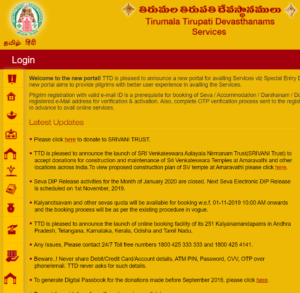 తిరుమల తిరుపతి దేవస్థానములు
Tirumala Tirupati Devasthanams
Services
தமிழ் हिंदी
Login
Welcome to the new portal! TTD is pleased to announce a new portal for availing Services viz Special Entry D
new portal aims to provide pilgrims with better user experience in availing the Services.
Pilgrim registration with valid e-mail ID is a prerequisite for booking of Seva / Accommodation / Darshanam / Do
registered e-Mail address for verification & activation. Also, complete OTP verification process sent to the regist
in advance to avail online services.
Latest Updates
Please click here to donate to SRIVANI TRUST.
TTD is pleased to announce the launch of SRI Venkateswara Aalayala Nirmanam Trust(SRIVANI Trust) to
accept donations for construction and maintenance of Sri Venkateswara Temples at Amaravathi and other
locations across India.To view proposed construction plan of SV temple at Amaravathi please click here.
Seva DIP Release activities for the Month of January 2020 are closed. Next Seva Electronic DIP Release
is scheduled on 1st November, 2019.
Kalyanotsavam and other sevas quota will be available for booking w.e.f. 01-11-2019 10:00 AM onwards
and the booking process will be as per the existing procedure in vogue.
TTD is pleased to announce the launch of online booking facility of its 251 Kalyanamandapams in Andhra
Pradesh, Telangana, Karnataka, Kerala, Odisha and Tamil Nadu.
Any Issues, Please contact 24/7 Toll free numbers 1800 425 333 333 and 1800 425 4141.
Beware..! Never share Debit/Credit Card/Account details, ATM PIN, Password, CVV, OTP over
phone/email. TTD never asks for such details.
To generate Digital Passbook for the donations made before September 2016, please click here.